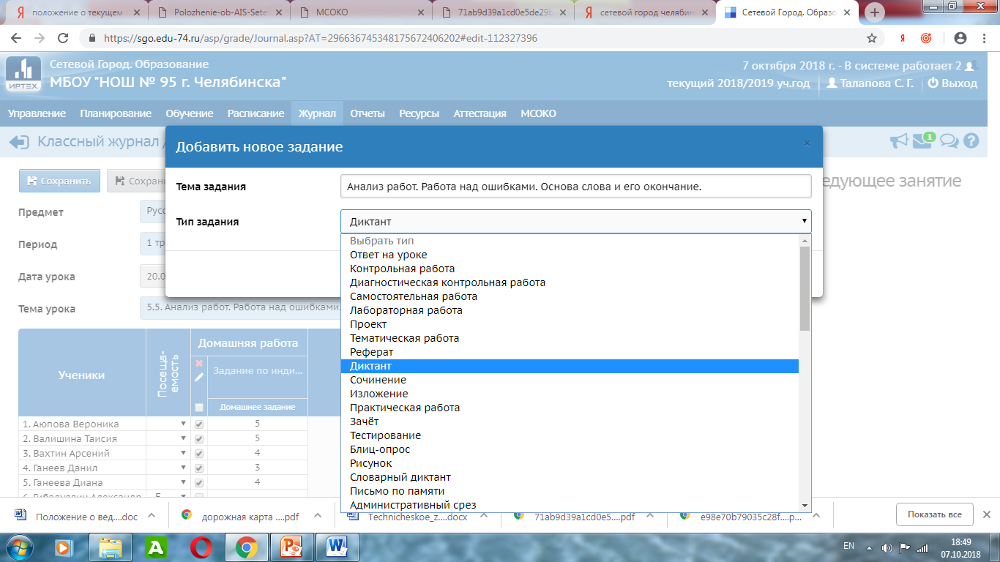 положение о текущем к
Polozhenie-ob-AIS-Sete
МСОКО
71ab9d39a1cd0e5de29b
сетевой город челябин
Сетевой Город. Образо
https://sgo.edu-74.ru/asp/grade/Journal.asp?AT=296636745348175672406202#edit-112327396
Сетевой Город. Образование
7 октября 2018 г. - В системе работает 2
ИРТЕХ
МБОУ "НОШ № 95 г. Челябинска"
текущий 2018/2019 уч.год
Талапова С. Г.
Выход
Управление Планирование Обучение Расписание Журнал Отчеты Ресурсы Аттестация МСОКО
Классный журнал /
1
Добавить новое задание
Сохранить
Сохрани
едующее занятие
Тема задания
Анализ работ. Работа над ошибками. Основа слова и его окончание.
Тип задания
Диктант
Предмет
Русс
Период
1 тр
Дата урока
20.0
Тема урока
5.5. Анализ работ. Работа над ошибками.
Выбрать тип
Ответ на уроке
Контрольная работа
Диагностическая контрольная работа
Самостоятельная работа
Лабораторная работа
Проект
Тематическая работа
Реферат
Диктант
Сочинение
Изложение
Практическая работа
Зачёт
Тестирование
Блиц-опрос
Рисунок
Словарный диктант
Письмо по памяти
Административный срез
Ученики
Посеща-
емость
Домашняя работа
Задание по инди...
Домашнее задание
1. Аюпова Вероника 5
2. Валишина Таисия 5
3. Вахтин Арсений 4
4. Ганеев Данил 3
5. Ганеева Диана 4
6. Гибадуллин Александр Б
Положение о вед....doc
дорожная карта ....pdf
Technicheskoe_z....docx
71ab9d39a1cd0e5....pdf
e98e70b79035c28f....p...
Показать все
EN
18:49
07.10.2018